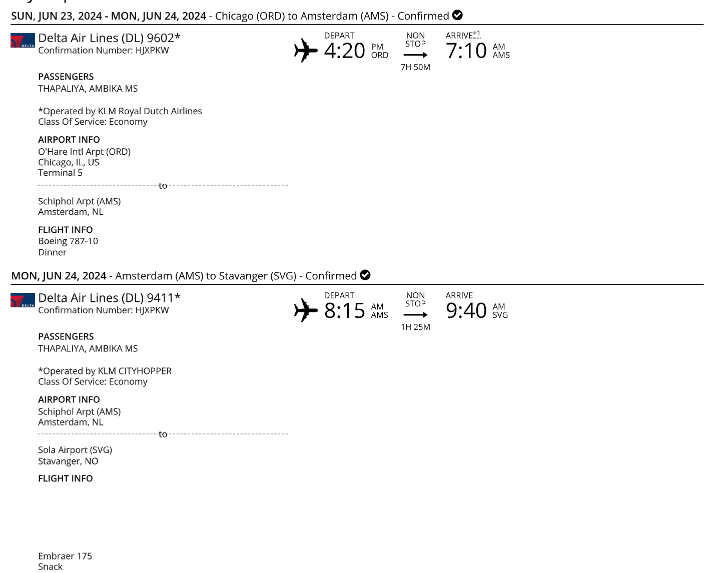 SUN, JUN 23, 2024 - MON, JUN 24, 2024 - Chicago (ORD) to Amsterdam (AMS) - Confirmed
Delta Air Lines (DL) 9602*
Confirmation Number: HJXPKW
DEPART
4:20 PM ORD
NON STOP
7H 50M
ARRIVE+1
7:10 AM AMS
PASSENGERS
THAPALIYA, AMBIKA MS
*Operated by KLM Royal Dutch Airlines
Class Of Service: Economy
AIRPORT INFO
O'Hare Intl Arpt (ORD)
Chicago, IL, US
Terminal 5
to
Schiphol Arpt (AMS)
Amsterdam, NL
FLIGHT INFO
Boeing 787-10
Dinner
MON, JUN 24, 2024 - Amsterdam (AMS) to Stavanger (SVG) - Confirmed
Delta Air Lines (DL) 9411*
Confirmation Number: HJXPKW
DEPART
8:15 AM AMS
NON STOP
1H 25M
ARRIVE
9:40 AM SVG
PASSENGERS
THAPALIYA, AMBIKA MS
*Operated by KLM CITYHOPPER
Class Of Service: Economy
AIRPORT INFO
Schiphol Arpt (AMS)
Amsterdam, NL
to
Sola Airport (SVG)
Stavanger, NO
FLIGHT INFO
Embraer 175
Snack